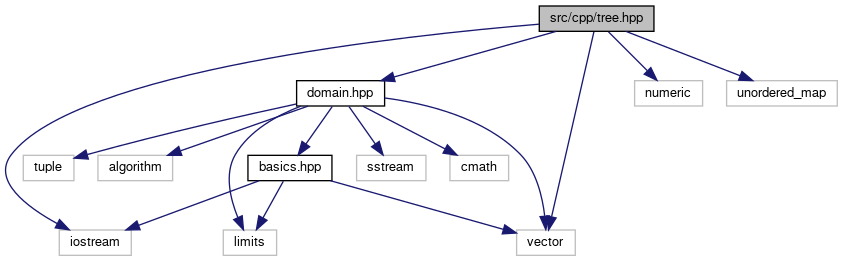 src/cpp/tree.hpp
domain.hpp
numeric
unordered_map
tuple
algorithm
basics.hpp
sstream
cmath
iostream
limits
vector